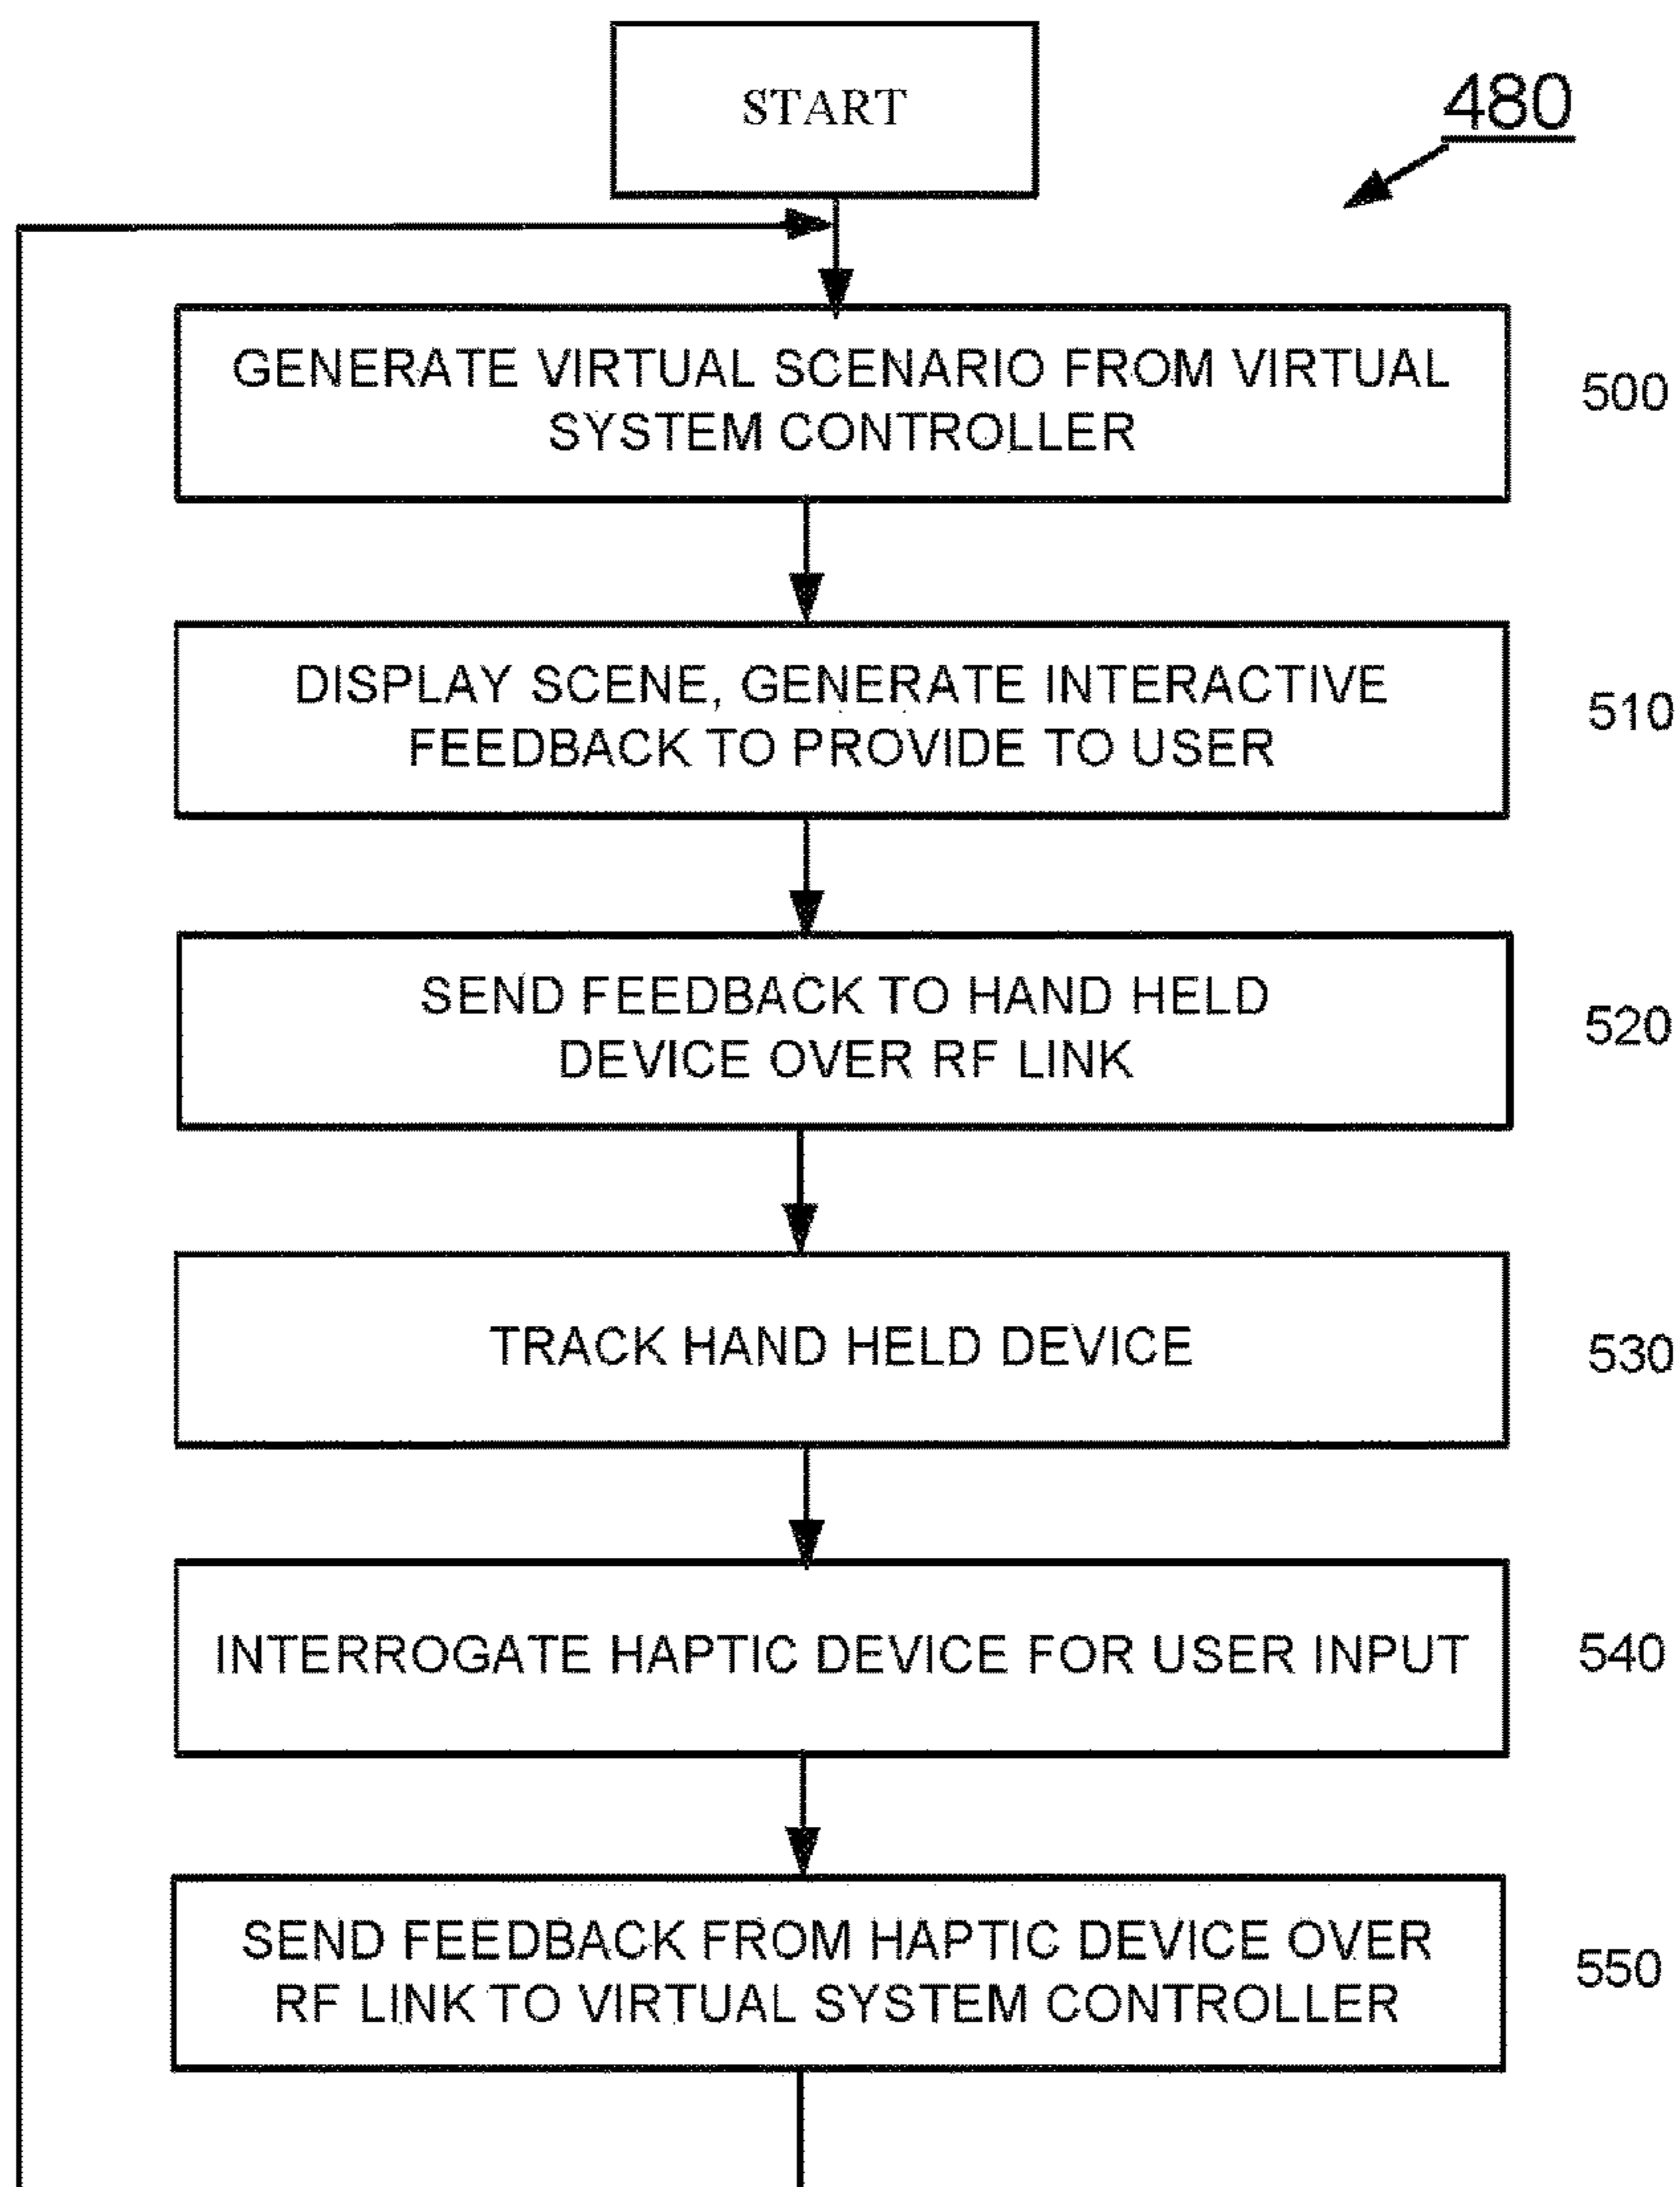 START
480
GENERATE VIRTUAL SCENARIO FROM VIRTUAL
SYSTEM CONTROLLER
500
DISPLAY SCENE, GENERATE INTERACTIVE
FEEDBACK TO PROVIDE TO USER
510
SEND FEEDBACK TO HAND HELD
DEVICE OVER RF LINK
520
TRACK HAND HELD DEVICE
530
INTERROGATE HAPTIC DEVICE FOR USER INPUT
540
SEND FEEDBACK FROM HAPTIC DEVICE OVER
RF LINK TO VIRTUAL SYSTEM CONTROLLER
550